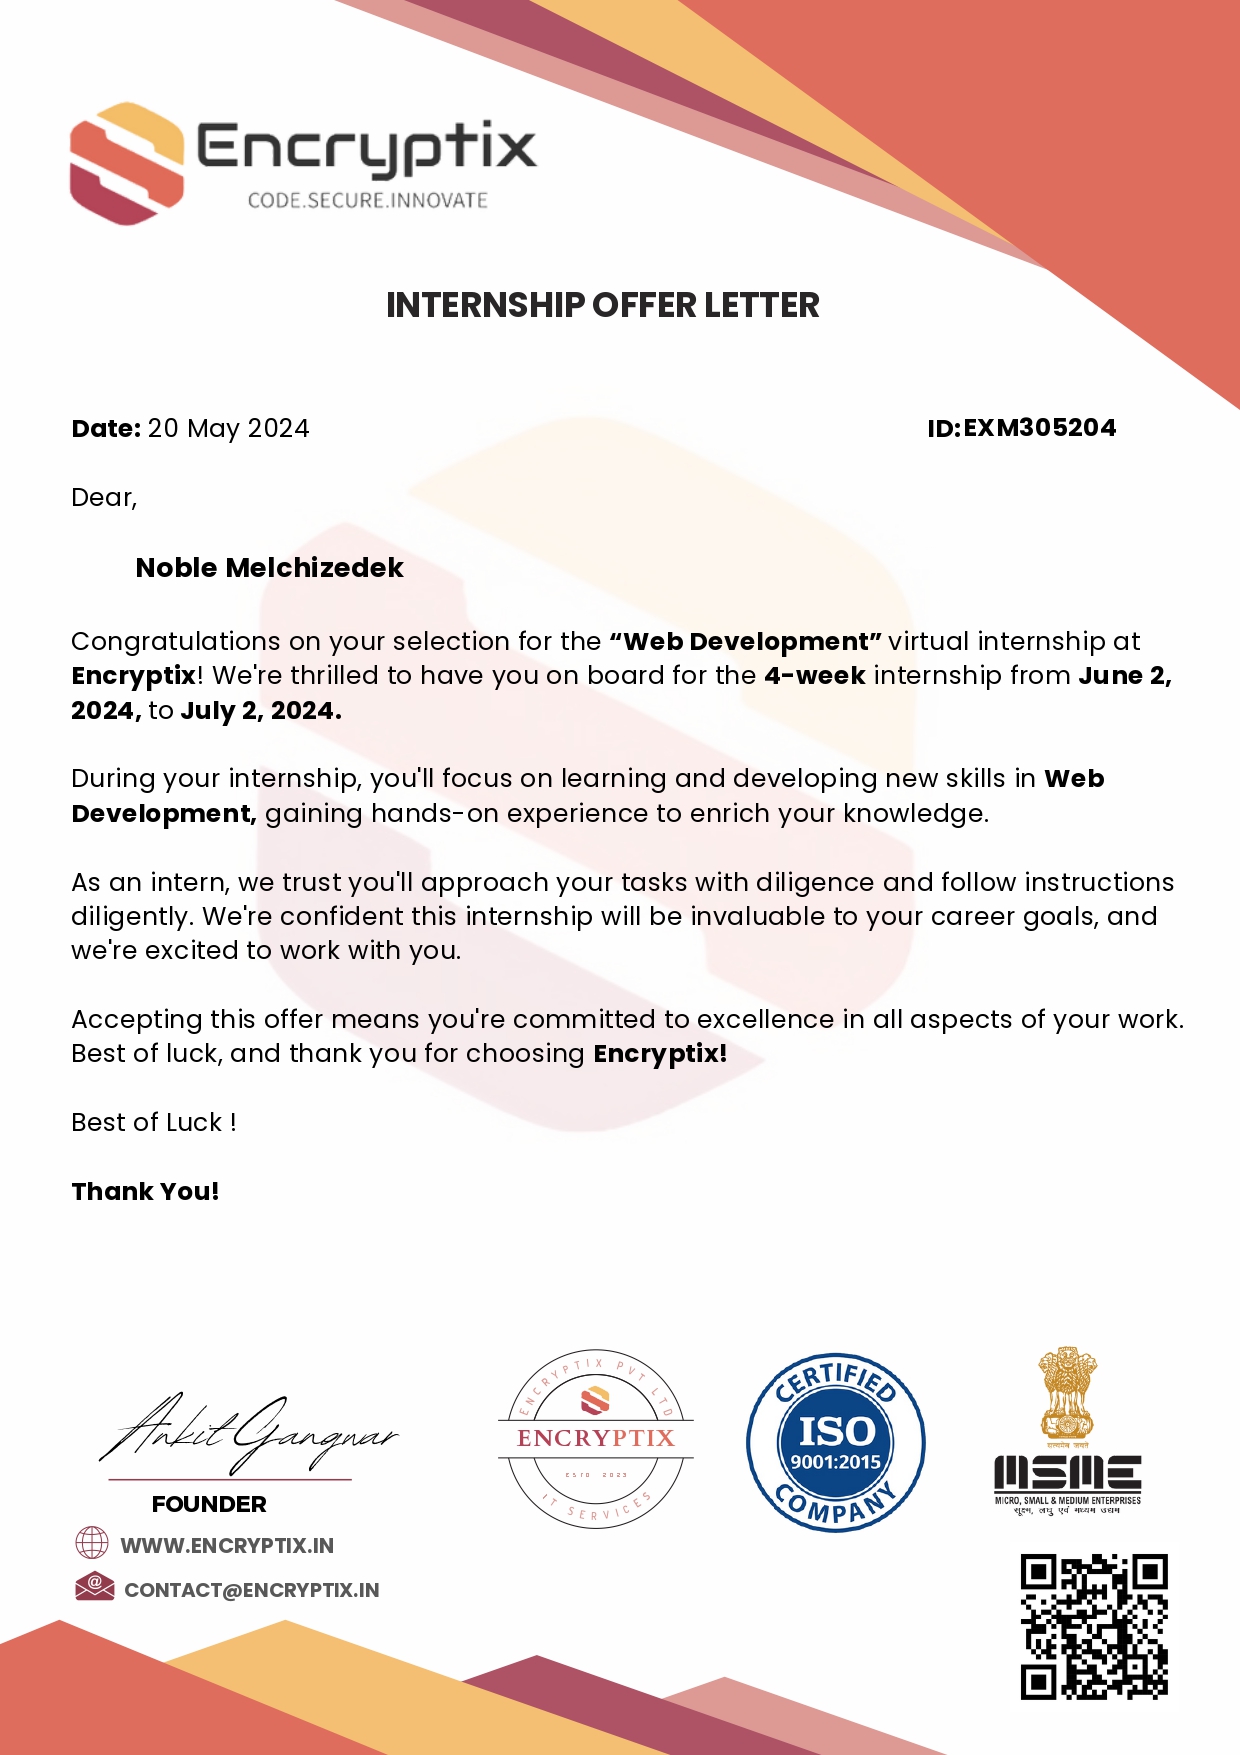 Encryptix
CODE.SECURE.INNOVATE
INTERNSHIP OFFER LETTER
Date: 20 May 2024
ID:EXM305204
Dear,
Noble Melchizedek
Congratulations on your selection for the “Web Development” virtual internship at
Encryptix! We're thrilled to have you on board for the 4-week internship from June 2,
2024, to July 2, 2024.
During your internship, you'll focus on learning and developing new skills in Web
Development, gaining hands-on experience to enrich your knowledge.
As an intern, we trust you'll approach your tasks with diligence and follow instructions
diligently. We're confident this internship will be invaluable to your career goals, and
we're excited to work with you.
Accepting this offer means you're committed to excellence in all aspects of your work.
Best of luck, and thank you for choosing Encryptix!
Best of Luck !
Thank You!
Ankit Gangnar
FOUNDER
WWW.ENCRYPTIX.IN
@
CONTACT@ENCRYPTIX.IN
ENCRYPTIX PVT LTD
ENCRYPTIX
ESTD 2023
IT SERVICES
CERTIFIED
ISO
9001:2015
COMPANY
सत्यमेव जयते
MSME
MICRO, SMALL & MEDIUM ENTERPRISES
सूक्ष्म, लघु एवं मध्यम उद्यम